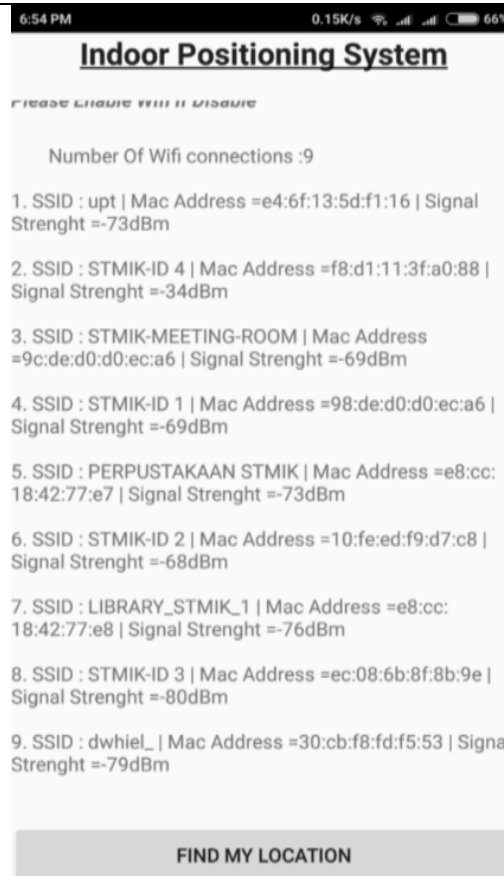 6:54 PM 0.15K/s 66%
Indoor Positioning System
Please Enable Wifi If Disable
Number Of Wifi connections :9
1. SSID : upt | Mac Address =e4:6f:13:5d:f1:16 | Signal
Strenght =-73dBm
2. SSID : STMIK-ID 4 | Mac Address =f8:d1:11:3f:a0:88 |
Signal Strenght =-34dBm
3. SSID : STMIK-MEETING-ROOM | Mac Address
=9c:de:d0:d0:ec:a6 | Signal Strenght =-69dBm
4. SSID : STMIK-ID 1 | Mac Address =98:de:d0:d0:ec:a6 |
Signal Strenght =-69dBm
5. SSID : PERPUSTAKAAN STMIK | Mac Address =e8:cc:
18:42:77:e7 | Signal Strenght =-73dBm
6. SSID : STMIK-ID 2 | Mac Address =10:fe:ed:f9:d7:c8 |
Signal Strenght =-68dBm
7. SSID : LIBRARY_STMIK_1 | Mac Address =e8:cc:
18:42:77:e8 | Signal Strenght =-76dBm
8. SSID : STMIK-ID 3 | Mac Address =ec:08:6b:8f:8b:9e |
Signal Strenght =-80dBm
9. SSID : dwhiel_ | Mac Address =30:cb:f8:fd:f5:53 | Signa
Strenght =-79dBm
FIND MY LOCATION